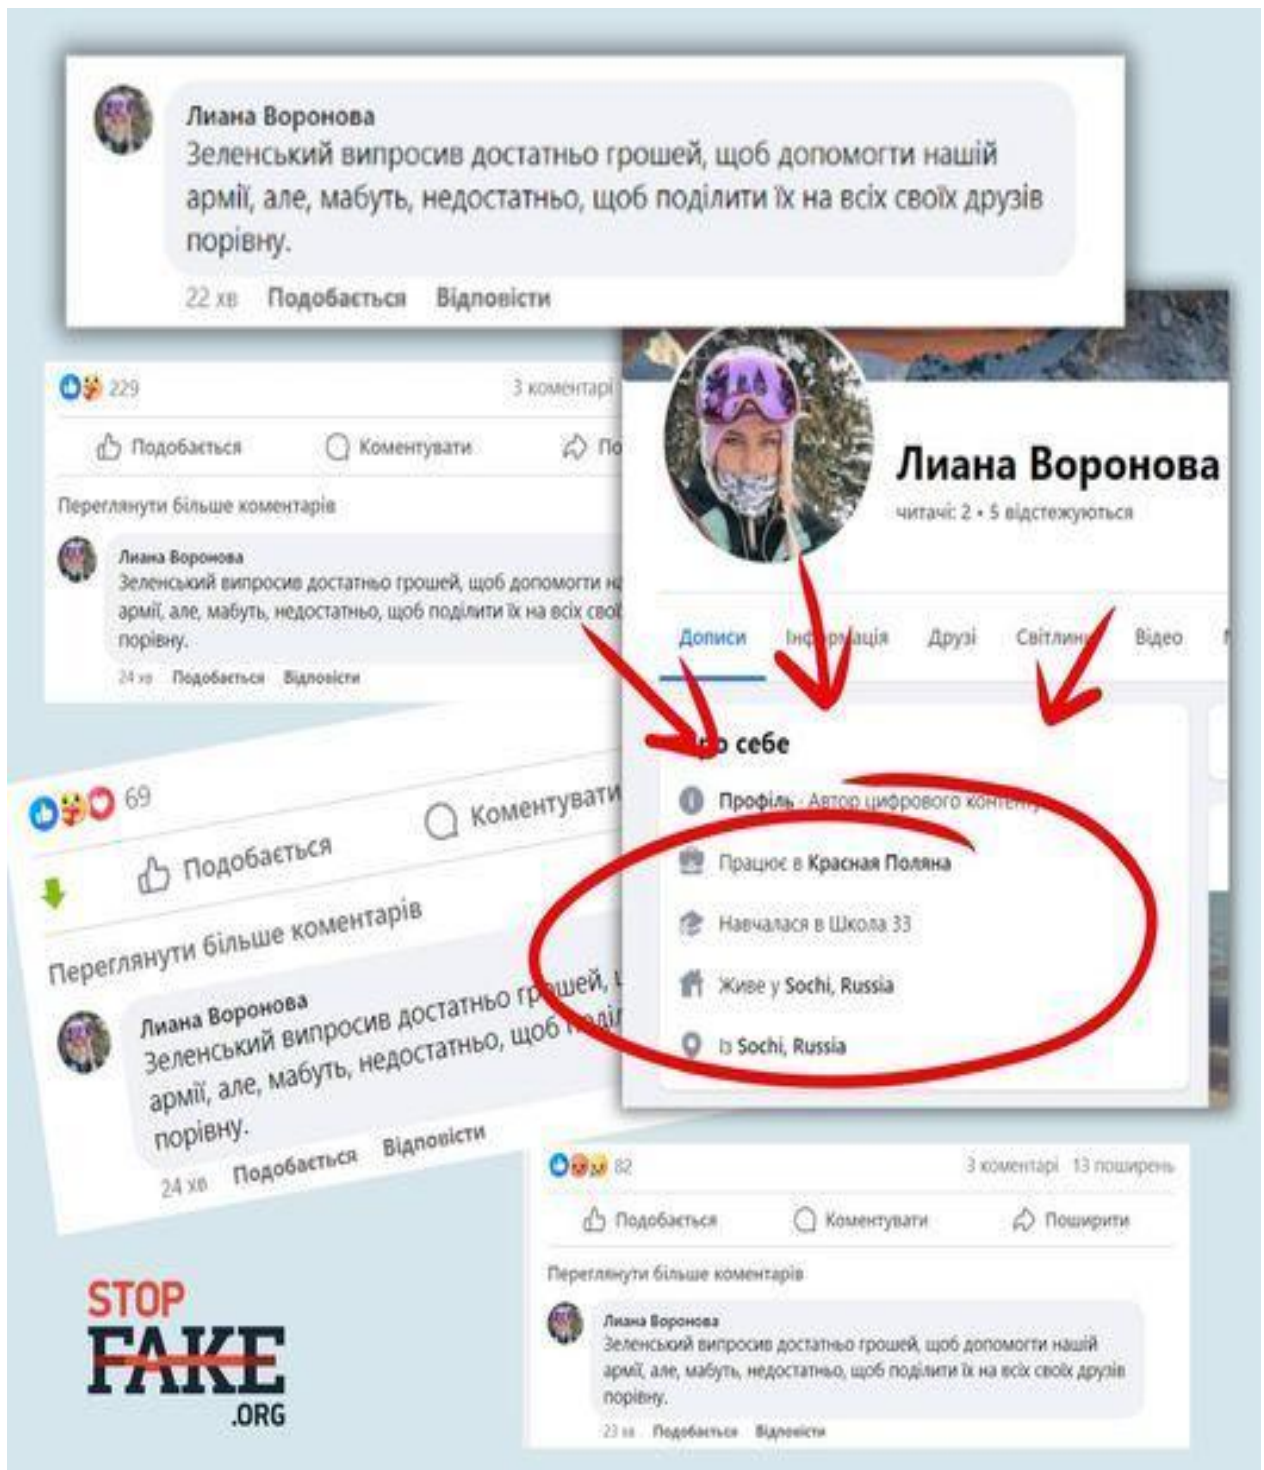 Лиана Воронова
Зеленський випросив достатньо грошей, щоб допомогти нашій
армії, але, мабуть, недостатньо, щоб поділити їх на всіх своїх друзів
порівну.
22 хв Подобається Відповісти
229 3 коментарі
Подобається Коментувати По
Переглянути більше коментарів
Лиана Воронова
Зеленський випросив достатньо грошей, щоб допомогти на
армії, але, мабуть, недостатньо, щоб поділити їх на всіх свої
порівну.
24 хв Подобається Відповісти
Лиана Воронова
читачі: 2 • 5 відстежуються
Дописи Інформація Друзі Світлини Відео
Про себе
Профіль · Автор цифрового контенту
Працює в Красная Поляна
Навчалася в Школа 33
Живе у Sochi, Russia
Із Sochi, Russia
69
Подобається Коментувати
Переглянути більше коментарів
Лиана Воронова
Зеленський випросив достатньо грошей, щ
армії, але, мабуть, недостатньо, щоб поділ
порівну.
24 хв Подобається Відповісти
82 3 коментарі 13 поширень
Подобається Коментувати Поширити
Переглянути більше коментарів
Лиана Воронова
Зеленський випросив достатньо грошей, щоб допомогти нашій
армії, але, мабуть, недостатньо, щоб поділити їх на всіх своїх друзів
порівну.
23 хв Подобається Відповісти
STOP
FAKE
.ORG